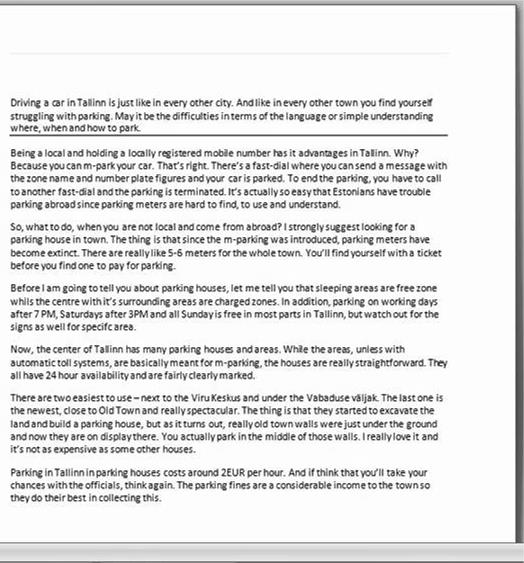 Driving a car in Tallinn is just like in every other city. And like in every other town you find yourself
struggling with parking. May it be the difficulties in terms of the language or simple understanding
where, when and how to park.
Being a local and holding a locally registered mobile number has it advantages in Tallinn. Why?
Because you can m-park your car. That's right. There's a fast-dial where you can send a message with
the zone name and number plate figures and your car is parked. To end the parking, you have to call
to another fast-dial and the parking is terminated. It's actually so easy that Estonians have trouble
parking abroad since parking meters are hard to find, to use and understand.
So, what to do, when you are not local and come from abroad? I strongly suggest looking for a
parking house in town. The thing is that since the m-parking was introduced, parking meters have
become extinct. There are really like 5-6 meters for the whole town. You'll find yourself with a ticket
before you find one to pay for parking.
Before I am going to tell you about parking houses, let me tell you that sleeping areas are free zone
whils the centre with it's surrounding areas are charged zones. In addition, parking on working days
after 7 PM, Saturdays after 3PM and all Sunday is free in most parts in Tallinn, but watch out for the
signs as well for specifc area.
Now, the center of Tallinn has many parking houses and areas. While the areas, unless with
automatic toll systems, are basically meant for m-parking, the houses are really straightforward. They
all have 24 hour availability and are fairly clearly marked.
There are two easiest to use – next to the Viru Keskus and under the Vabaduse väljak. The last one is
the newest, close to Old Town and really spectacular. The thing is that they started to excavate the
land and build a parking house, but as it turns out, really old town walls were just under the ground
and now they are on display there. You actually park in the middle of those walls. I really love it and
it's not as expensive as some other houses.
Parking in Tallinn in parking houses costs around 2EUR per hour. And if think that you'll take your
chances with the officials, think again. The parking fines are a considerable income to the town so
they do their best in collecting this.